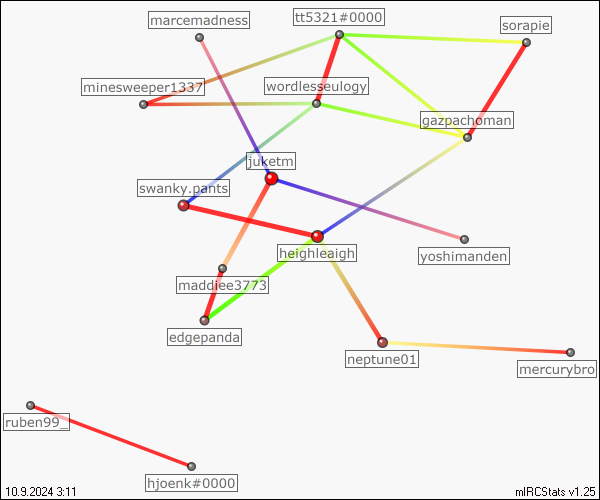 marcemadness
tt5321#0000
sorapie
minesweeper1337
wordlesseulogy
gazpachoman
juketm
swanky.pants
heighleaigh
yoshimanden
maddiee3773
edgepanda
neptune01
mercurybro
ruben99_
hjoenk#0000
10.9.2024 3:11
mIRCStats v1.25